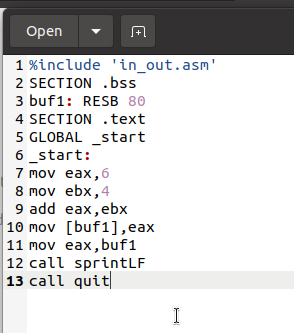 Open
1 %include 'in_out.asm'
2 SECTION .bss
3 buf1: RESB 80
4 SECTION .text
5 GLOBAL _start
6 _start:
7 mov eax,6
8 mov ebx,4
9 add eax,ebx
10 mov [buf1],eax
11 mov eax,buf1
12 call sprintLF
13 call quit